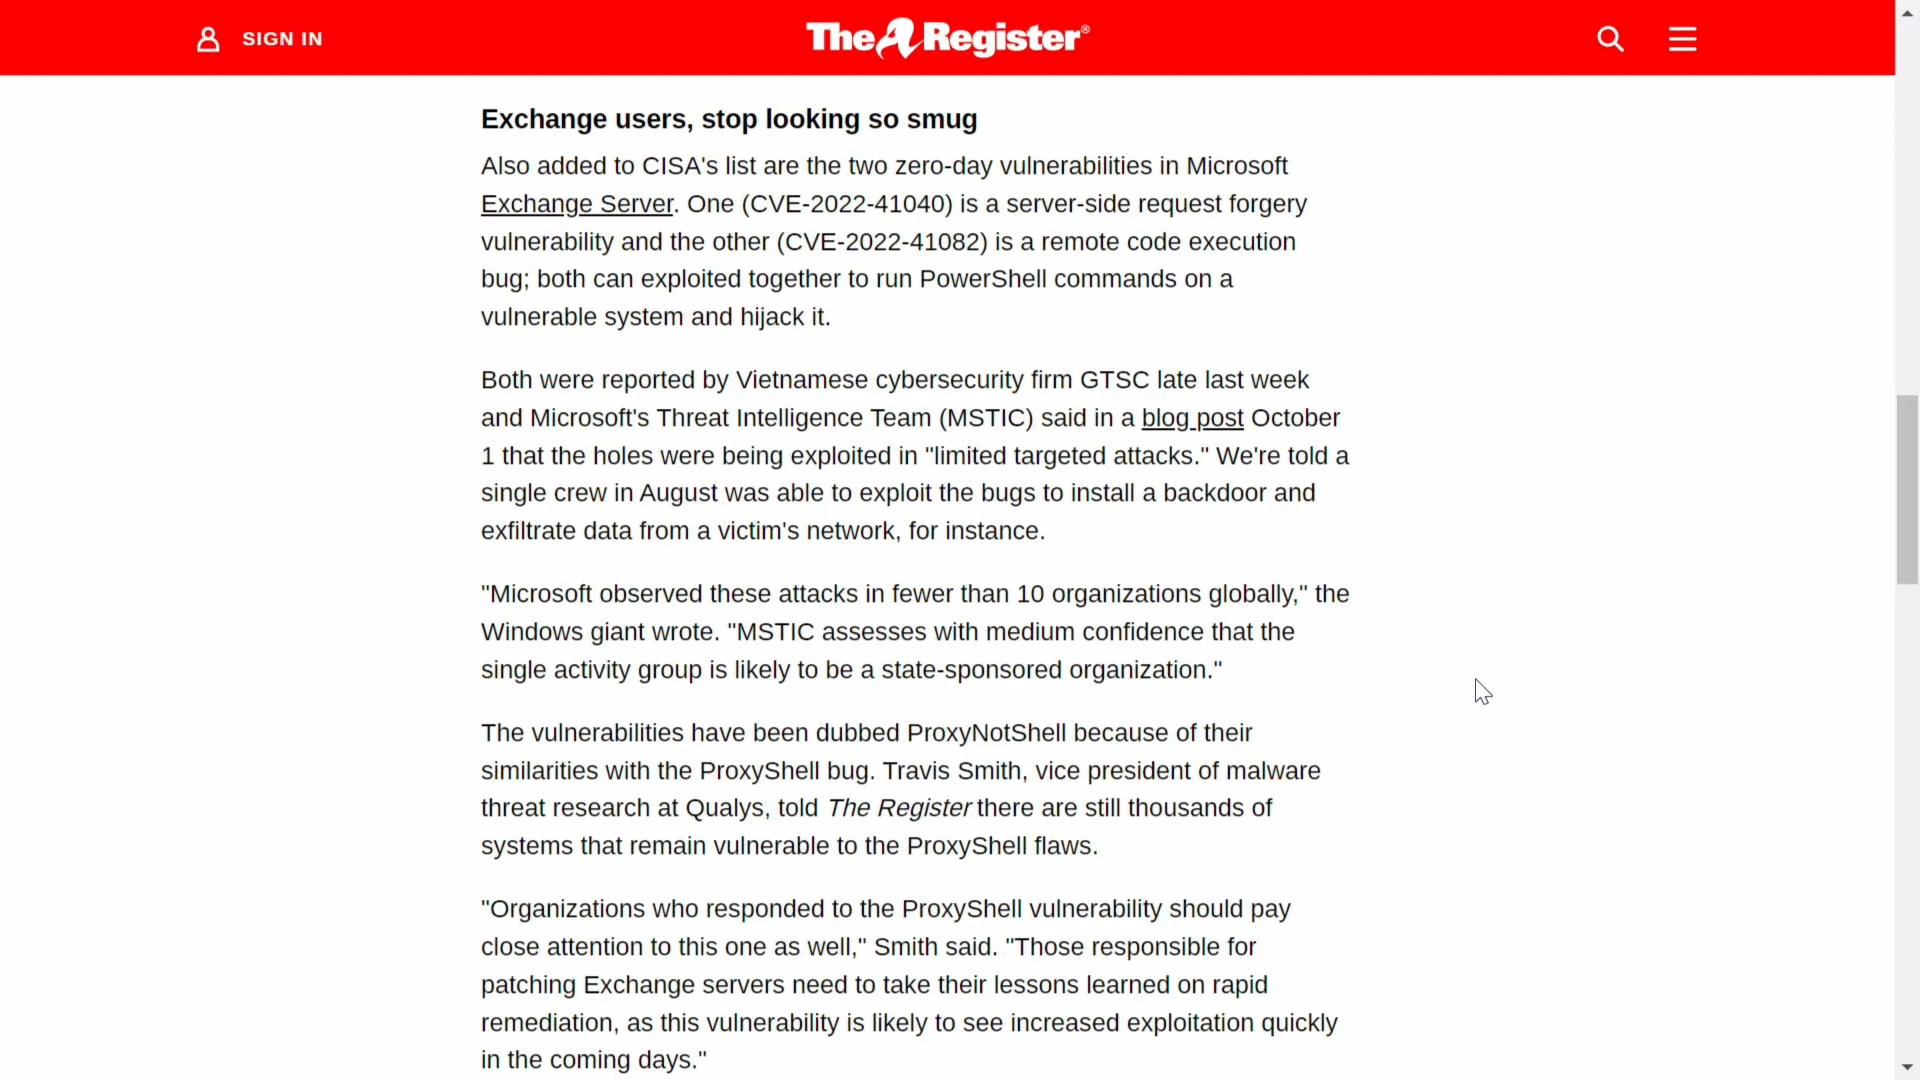 SIGN IN
The Register®
Exchange users, stop looking so smug
Also added to CISA's list are the two zero-day vulnerabilities in Microsoft
Exchange Server. One (CVE-2022-41040) is a server-side request forgery
vulnerability and the other (CVE-2022-41082) is a remote code execution
bug; both can exploited together to run PowerShell commands on a
vulnerable system and hijack it.
Both were reported by Vietnamese cybersecurity firm GTSC late last week
and Microsoft's Threat Intelligence Team (MSTIC) said in a blog post October
1 that the holes were being exploited in "limited targeted attacks." We're told a
single crew in August was able to exploit the bugs to install a backdoor and
exfiltrate data from a victim's network, for instance.
"Microsoft observed these attacks in fewer than 10 organizations globally," the
Windows giant wrote. "MSTIC assesses with medium confidence that the
single activity group is likely to be a state-sponsored organization."
The vulnerabilities have been dubbed ProxyNotShell because of their
similarities with the ProxyShell bug. Travis Smith, vice president of malware
threat research at Qualys, told The Register there are still thousands of
systems that remain vulnerable to the ProxyShell flaws.
"Organizations who responded to the ProxyShell vulnerability should pay
close attention to this one as well," Smith said. "Those responsible for
patching Exchange servers need to take their lessons learned on rapid
remediation, as this vulnerability is likely to see increased exploitation quickly
in the coming days."